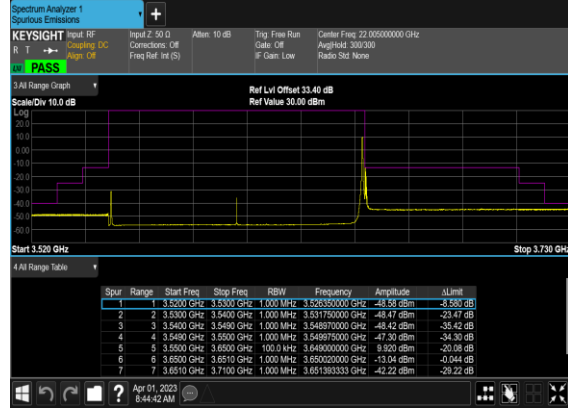 Spectrum Analyzer 1
Spurious Emissions
KEYSIGHT Input: RF Input Z: 50 Ω Atten: 10 dB Trig: Free Run Center Freq: 22.005000000 GHz
R T Coupling: DC Corrections: Off Gate: Off Avg|Hold: 300/300
Align: Off Freq Ref: Int (S) IF Gain: Low Radio Std: None
PASS
3 All Range Graph
Ref Lvl Offset 33.40 dB
Scale/Div 10.0 dB Ref Value 30.00 dBm
Log
20.0
10.0
0.00
-10.0
-20.0
-30.0
-40.0
-50.0
-60.0
Start 3.520 GHz Stop 3.730 GHz
4 All Range Table
Spur Range Start Freq Stop Freq RBW Frequency Amplitude ΔLimit
1 1 3.5200 GHz 3.5300 GHz 1.000 MHz 3.526350000 GHz -48.58 dBm -8.580 dB
2 2 3.5300 GHz 3.5400 GHz 1.000 MHz 3.531750000 GHz -48.47 dBm -23.47 dB
3 3 3.5400 GHz 3.5490 GHz 1.000 MHz 3.548970000 GHz -48.42 dBm -35.42 dB
4 4 3.5490 GHz 3.5500 GHz 1.000 MHz 3.549975000 GHz -47.30 dBm -34.30 dB
5 5 3.5500 GHz 3.6500 GHz 100.0 kHz 3.649000000 GHz 9.920 dBm -20.08 dB
6 6 3.6500 GHz 3.6510 GHz 1.000 MHz 3.650020000 GHz -13.04 dBm -0.044 dB
7 7 3.6510 GHz 3.7100 GHz 1.000 MHz 3.651393333 GHz -42.22 dBm -29.22 dB
Apr 01, 2023
8:44:42 AM